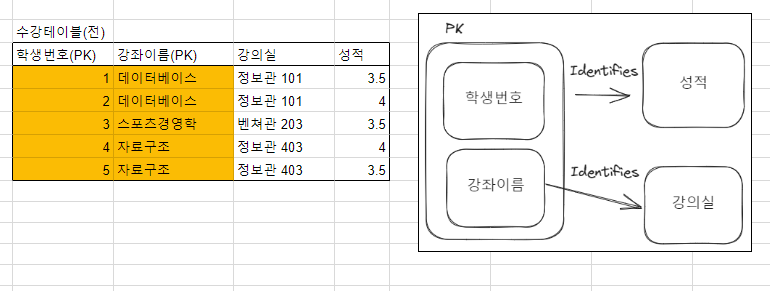 수강테이블(전)
학생번호(PK) 강좌이름(PK) 강의실 성적
1 데이터베이스 정보관 101 3.5
2 데이터베이스 정보관 101 4
3 스포츠경영학 벤쳐관 203 3.5
4 자료구조 정보관 403 4
5 자료구조 정보관 403 3.5
PK
학생번호
Identifies
성적
강좌이름
Identifies
강의실